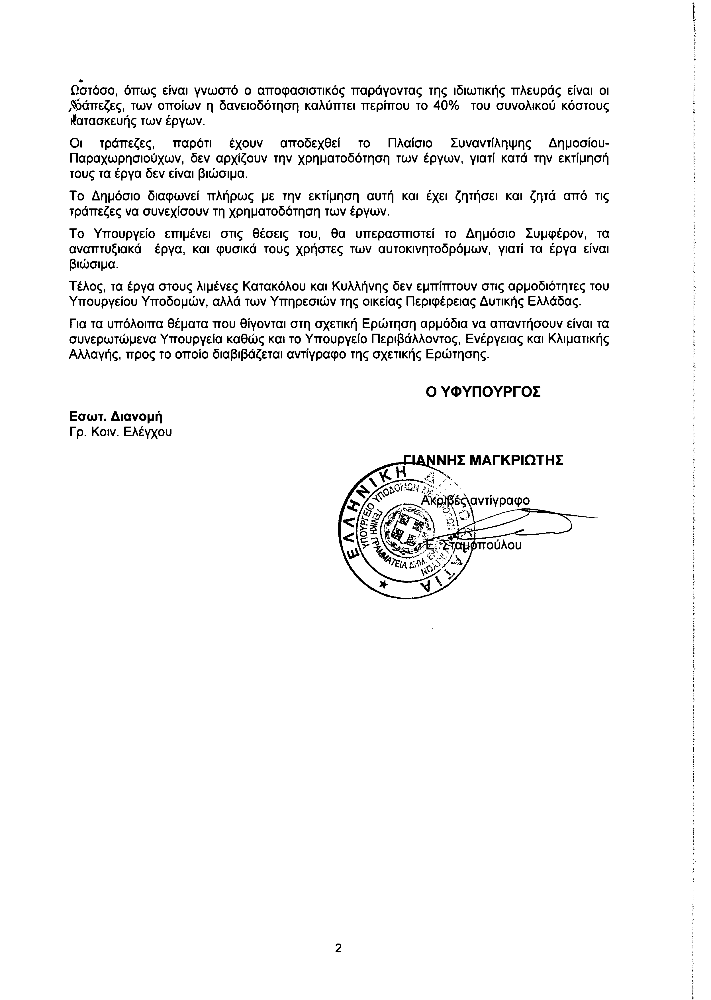 Ωστόσο, όπως είναι γνωστό ο αποφασιστικός παράγοντας της ιδιωτικής πλευράς είναι οι
τράπεζες, των οποίων η δανειοδότηση καλύπτει περίπου το 40% του συνολικού κόστους
κατασκευής των έργων.
Οι τράπεζες, παρότι έχουν αποδεχθεί το Πλαίσιο Συναντίληψης Δημοσίου-
Παραχωρησιούχων, δεν αρχίζουν την χρηματοδότηση των έργων, γιατί κατά την εκτίμησή
τους τα έργα δεν είναι βιώσιμα.
Το Δημόσιο διαφωνεί πλήρως με την εκτίμηση αυτή και έχει ζητήσει και ζητά από τις
τράπεζες να συνεχίσουν τη χρηματοδότηση των έργων.
Το Υπουργείο επιμένει στις θέσεις του, θα υπερασπιστεί το Δημόσιο Συμφέρον, τα
αναπτυξιακά έργα, και φυσικά τους χρήστες των αυτοκινητοδρόμων, γιατί τα έργα είναι
βιώσιμα.
Τέλος, τα έργα στους λιμένες Κατακόλου και Κυλλήνης δεν εμπίπτουν στις αρμοδιότητες του
Υπουργείου Υποδομών, αλλά των Υπηρεσιών της οικείας Περιφέρειας Δυτικής Ελλάδας.
Για τα υπόλοιπα θέματα που θίγονται στη σχετική Ερώτηση αρμόδια να απαντήσουν είναι τα
συνερωτώμενα Υπουργεία καθώς και το Υπουργείο Περιβάλλοντος, Ενέργειας και Κλιματικής
Αλλαγής, προς το οποίο διαβιβάζεται αντίγραφο της σχετικής Ερώτησης.
Ο ΥΦΥΠΟΥΡΓΟΣ
Εσωτ. Διανομή
Γρ. Κοιν. Ελέγχου
ΓΙΑΝΝΗΣ ΜΑΓΚΡΙΩΤΗΣ
Ακριβές αντίγραφο
Ε. Σταμοπούλου
ΕΛΛΗΝΙΚΗ ΔΗΜΟΚΡΑΤΙΑ
ΥΠΟΥΡΓΕΙΟ ΥΠΟΔΟΜΩΝ
ΓΕΝΙΚΗ ΓΡΑΜΜΑΤΕΙΑ ΔΗΜ.
2